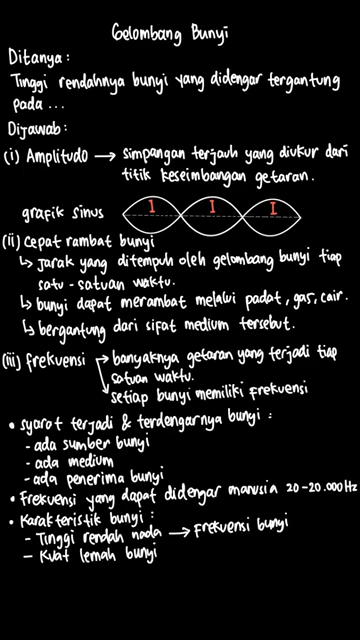 Gelombang Bunyi
Ditanya :
Tinggi rendahnya bunyi yang didengar tergantung
pada ...
Dijawab :
(i) Amplitudo → simpangan terjauh yang diukur dari
titik keseimbangan getaran.
grafik sinus
I I I
(ii) cepat rambat bunyi
↳ jarak yang ditempuh oleh gelombang bunyi tiap
satu-satuan waktu.
↳ bunyi dapat merambat melalui padat, gas, cair.
↳ bergantung dari sifat medium tersebut.
(iii) frekuensi → banyaknya getaran yang terjadi tiap
satuan waktu.
↘ setiap bunyi memiliki frekuensi
• syarat terjadi & terdengarnya bunyi :
- ada sumber bunyi
- ada medium
- ada penerima bunyi
• Frekuensi yang dapat didengar manusia 20-20.000Hz
• Karakteristik bunyi :
- Tinggi rendah nada → frekuensi bunyi
- Kuat lemah bunyi